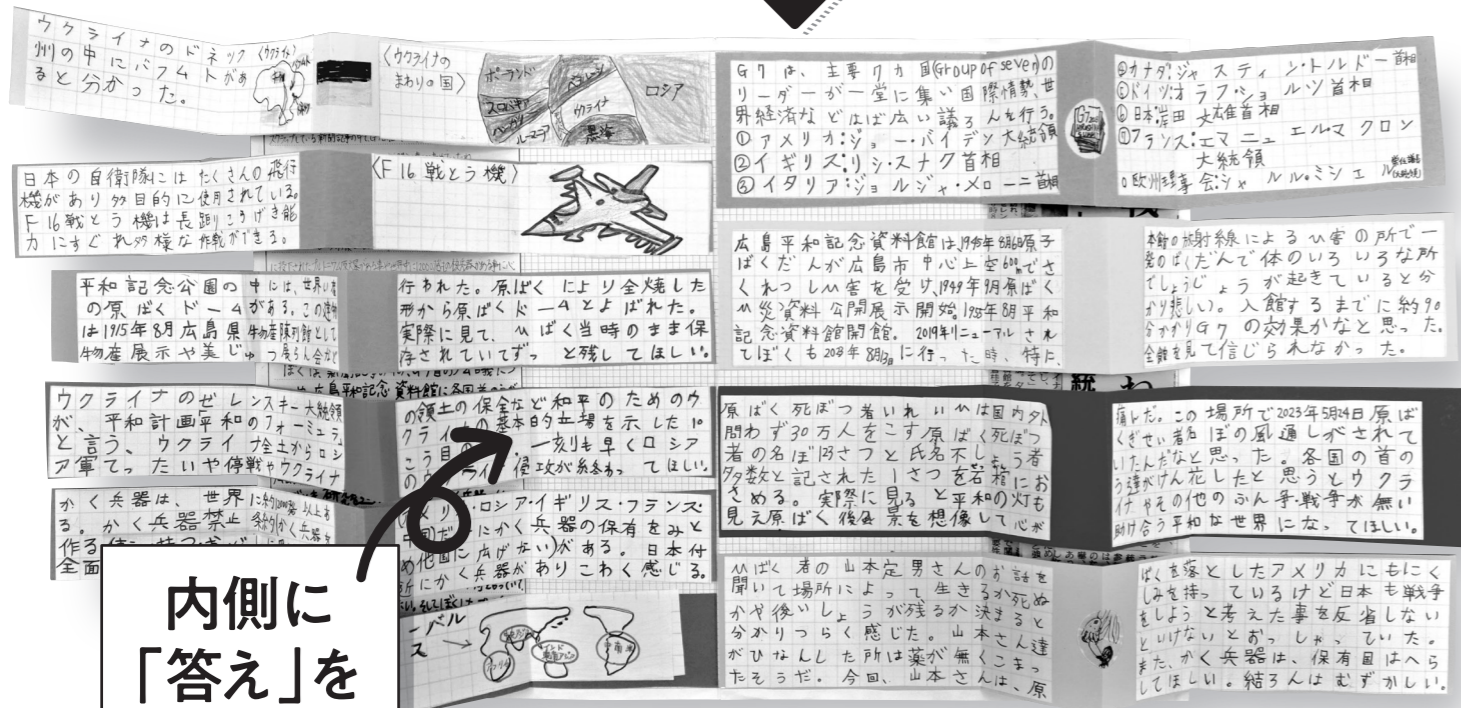 ウクライナのドネツク
州の中にバフムトがあ
ると分かった。
〈ウクライナ〉
〈ウクライナの
まわりの国〉
ポーランド
スロバキア
ハンガリー
ルーマニア
ベラルーシ
ウクライナ
黒海
ロシア
G7は、主要7カ国(Group of seven)の
リーダーが一堂に集い国際情勢、世
界経済などはば広い議ろんを行う。
①アメリカ:ジョー・バイデン大統領
②イギリス:リシ・スナク首相
③イタリア:ジョルジャ・メローニ首相
④カナダ:ジャスティン・トルドー首相
⑤ドイツ:オラフ・ショルツ首相
⑥日本:岸田文雄首相
⑦フランス:エマニュエルマクロン
大統領
○欧州理事会:シャルル・ミシェル
日本の自衛隊にはたくさんの飛行
機があり多目的に使用されている。
F16戦とう機は長距りこうげき能
力にすぐれ多様な作戦ができる。
〈F16戦とう機〉
広島平和記念資料館は、1945年8月6日原子
ばくだんが広島市中心上空600mでさ
くれつしひ害を受け、1949年9月原ばく
ひ災資料公開展示開始。1955年8月平和
記念資料館開館。2019年リニューアルされ
てぼくも2023年8月13日に行った時、特に、
本館の放射線によるひ害の所で一
発のばくだんで体のいろいろな所
でしょうじょうが起きていると分
かり悲しい。入館するまでに約90
分かかりG7の効果かなと思った。
全館を見て信じられなかった。
平和記念公園の中には、世界い産
の原ばくドームがある。この建物
は1915年8月広島県物産陳列館として
物産展示や美じゅつ展らん会など
行われた。原ばくにより全焼した
形から原ばくドームとよばれた。
実際に見て、ひばく当時のまま保
存されていてずっと残してほしい。
ウクライナのゼレンスキー大統領
が、平和計画「平和のフォーミュラ」
と言う、ウクライナ全土からロシ
ア軍てったいや停戦やウクライナ
の領土の保全など和平のためのウ
クライナの基本的立場を示した10
こう目の
一刻も早くロシア
のウクライナ侵攻が終わってほしい。
原ばく死ぼつ者いれいひは国内外
問わず30万人をこす原ばく死ぼつ
者の名ぼ123さつと氏名不しょう者
多数と記された1さつを石箱にお
さめる。実際に見ると平和の灯も
見え原ばく後の景を想像して心が
痛んだ。この場所で2023年5月24日原ば
くぎせい者名ぼの風通しがされて
いたんだなと思った。各国の首の
う達がけん花したと思うとウクラ
イナやその他のふん争・戦争が無い
助け合う平和な世界になってほしい。
かく兵器は、世界に約
る。かく兵器禁止条約
作る
全面
ロシア・イギリス・フランス・
中国だけにかく兵器の保有をみと
め他国に広げない)がある。日本付
近にかく兵器がありこわく感じる。
ひばく者の山本定男さんのお話を
聞いて場所によって生きるか死ぬ
かや後いしょうが残るか決まると
分かりつらく感じた。山本さん達
がひなんした所は薬が無くこまっ
たそうだ。今回、山本さんは、原
ばくを落としたアメリカにもにく
しみを持っているけど日本も戦争
をしようと考えた事を反省しない
といけないとおっしゃっていた。
また、かく兵器は、保有国はへら
してほしい。結ろんはむずかしい。
内側に
「答え」を